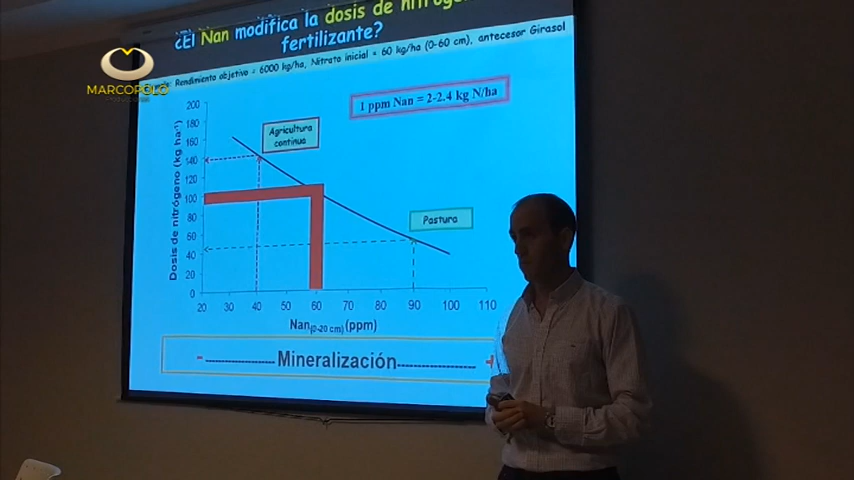 ¿El Nan modifica la dosis de nitrógeno
fertilizante?
Rendimiento objetivo = 6000 kg/ha, Nitrato inicial = 60 kg/ha (0-60 cm), antecesor Girasol
MARCOPOLO
1 ppm Nan = 2-2.4 kg N/ha
Agricultura
continua
Pastura
Dosis de nitrógeno (kg ha⁻¹)
200
180
160
140
120
100
80
60
40
20
0
20 30 40 50 60 70 80 90 100 110
Nan(0-20 cm) (ppm)
- Mineralización +